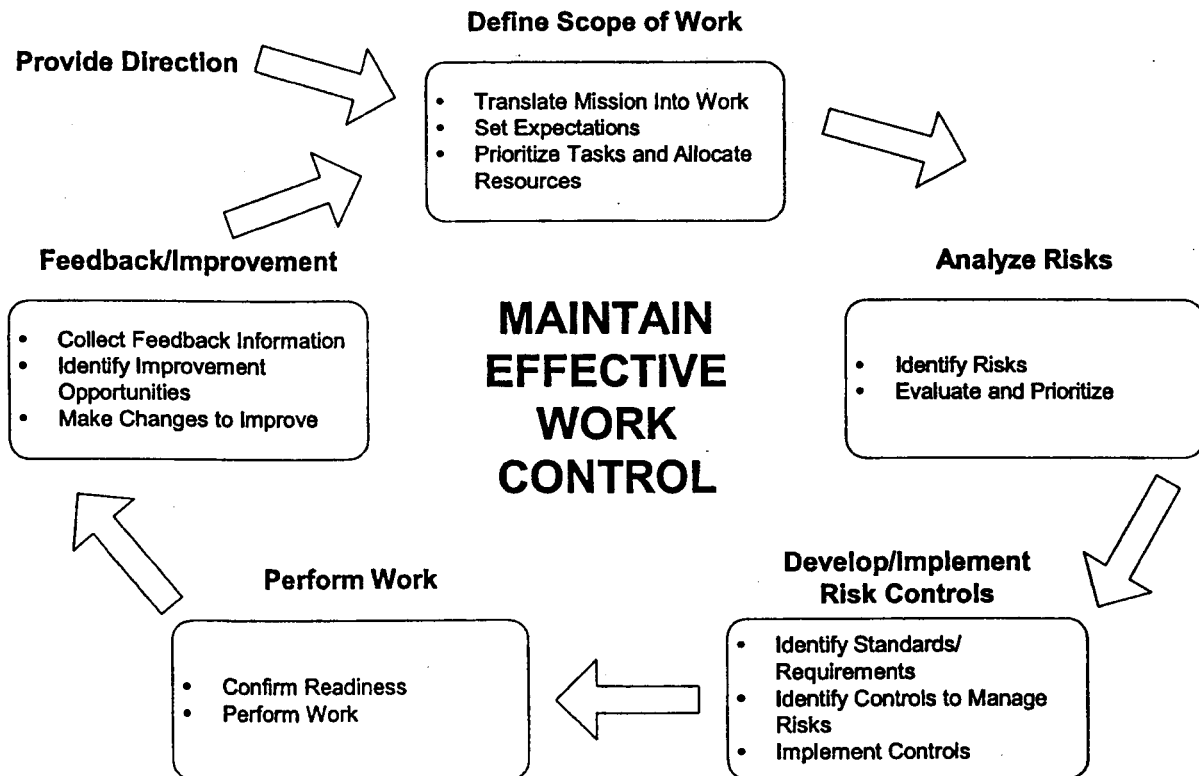 Define Scope of Work
Provide Direction
• Translate Mission Into Work
• Set Expectations
• Prioritize Tasks and Allocate
Resources
Analyze Risks
• Identify Risks
• Evaluate and Prioritize
Develop/Implement
Risk Controls
• Identify Standards/
Requirements
• Identify Controls to Manage
Risks
• Implement Controls
Perform Work
• Confirm Readiness
• Perform Work
Feedback/Improvement
• Collect Feedback Information
• Identify Improvement
Opportunities
• Make Changes to Improve
MAINTAIN
EFFECTIVE
WORK
CONTROL